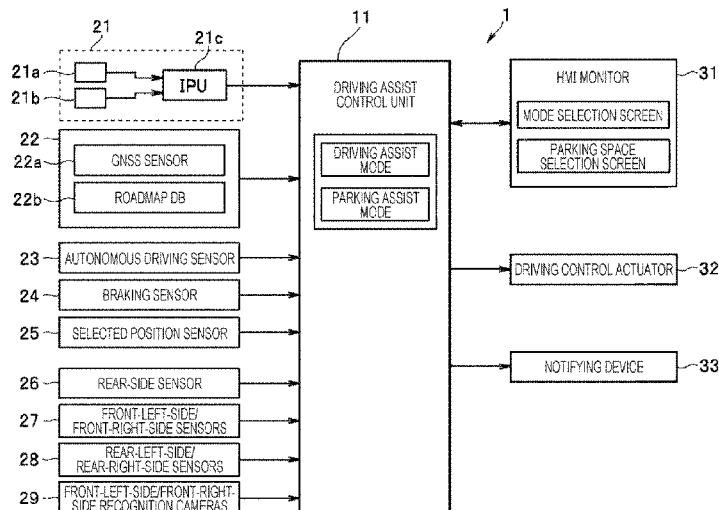 21
21c
11
1
21a
21b
IPU
DRIVING ASSIST
CONTROL UNIT
HMI MONITOR
31
MODE SELECTION SCREEN
PARKING SPACE
SELECTION SCREEN
22
22a
GNSS SENSOR
22b
ROADMAP DB
DRIVING ASSIST
MODE
PARKING ASSIST
MODE
23
AUTONOMOUS DRIVING SENSOR
DRIVING CONTROL ACTUATOR
32
24
BRAKING SENSOR
25
SELECTED POSITION SENSOR
NOTIFYING DEVICE
33
26
REAR-SIDE SENSOR
27
FRONT-LEFT-SIDE/
FRONT-RIGHT-SIDE SENSORS
28
REAR-LEFT-SIDE/
REAR-RIGHT-SIDE SENSORS
29
FRONT-LEFT-SIDE/FRONT-RIGHT-
SIDE RECOGNITION CAMERAS